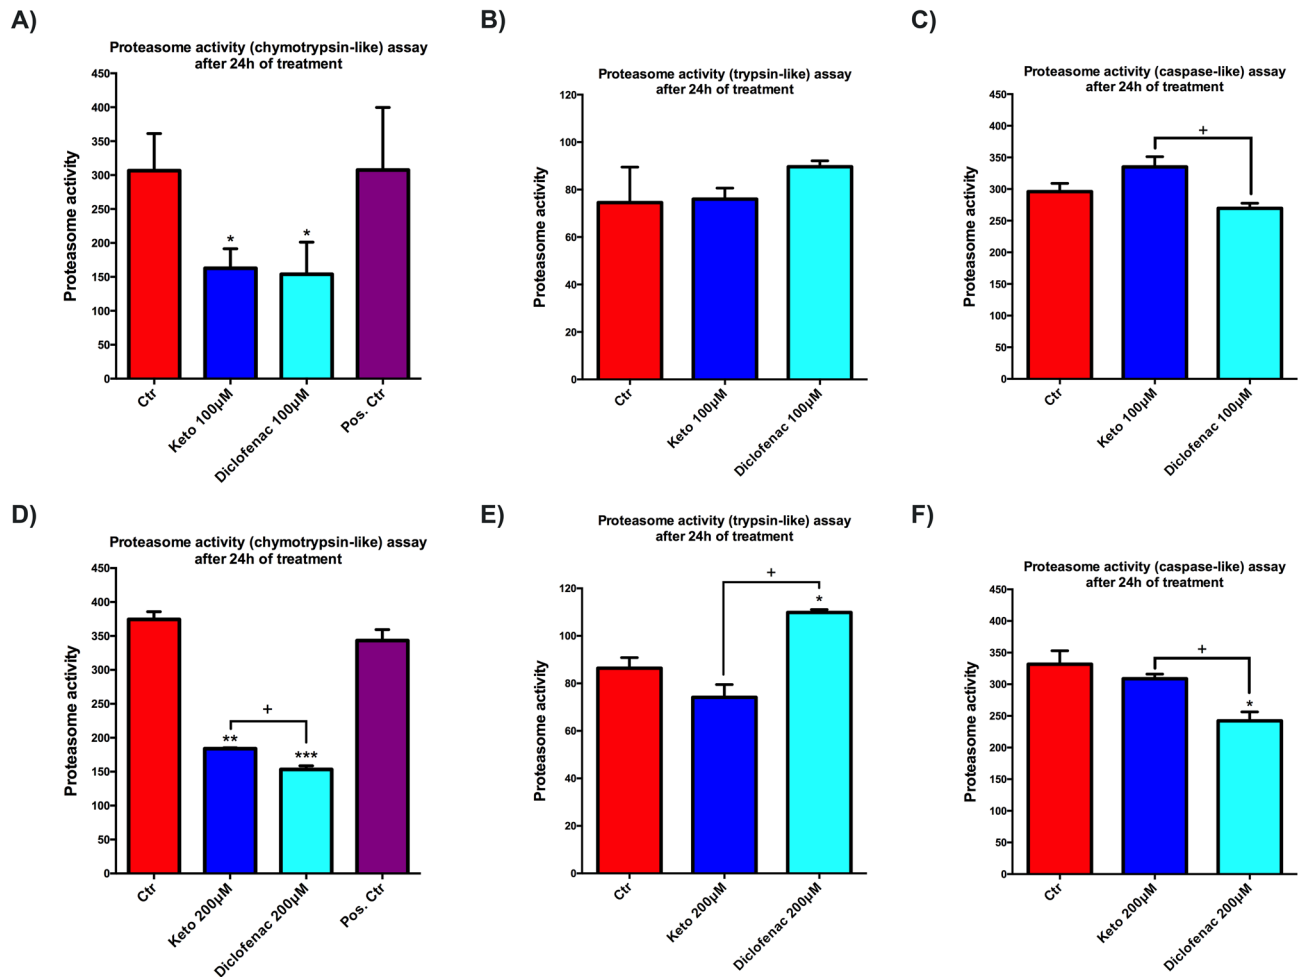 A)
Proteasome activity (chymotrypsin-like) assay
after 24h of treatment
Proteasome activity
450
400
350
300
250
200
150
100
50
0
*
*
Ctr
Keto 100µM
Diclofenac 100µM
Pos. Ctr
B)
Proteasome activity (trypsin-like) assay
after 24h of treatment
Proteasome activity
120
100
80
60
40
20
0
Ctr
Keto 100µM
Diclofenac 100µM
C)
Proteasome activity (caspase-like) assay
after 24h of treatment
Proteasome activity
450
400
350
300
250
200
150
100
50
0
+
Ctr
Keto 100µM
Diclofenac 100µM
D)
Proteasome activity (chymotrypsin-like) assay
after 24h of treatment
Proteasome activity
450
400
350
300
250
200
150
100
50
0
+
**
***
Ctr
Keto 200µM
Diclofenac 200µM
Pos. Ctr
E)
Proteasome activity (trypsin-like) assay
after 24h of treatment
Proteasome activity
120
100
80
60
40
20
0
+
*
Ctr
Keto 200µM
Diclofenac 200µM
F)
Proteasome activity (caspase-like) assay
after 24h of treatment
Proteasome activity
450
400
350
300
250
200
150
100
50
0
+
*
Ctr
Keto 200µM
Diclofenac 200µM